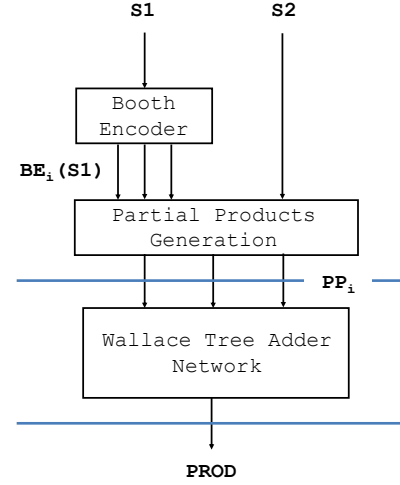 S1 S2
Booth
Encoder
BEi(S1)
Partial Products
Generation
PPi
Wallace Tree Adder
Network
PROD